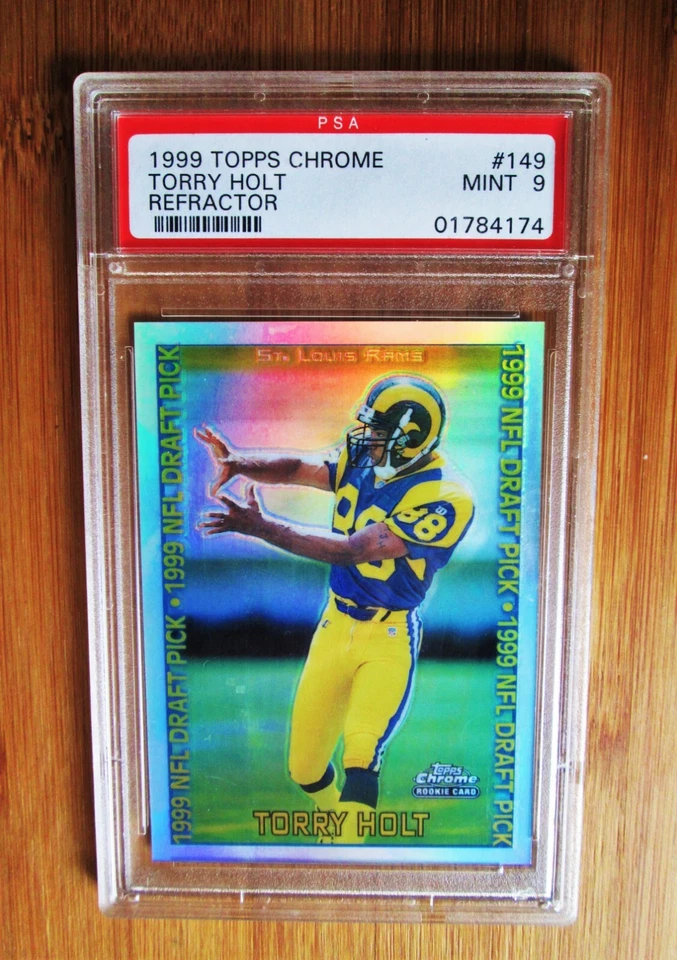 PSA
1999 TOPPS CHROME #149
TORRY HOLT MINT 9
REFRACTOR
01784174
ST. LOUIS RAMS
1999 NFL DRAFT PICK • 1999 NFL DRAFT PICK
1999 NFL DRAFT PICK • 1999 NFL DRAFT PICK
88
88
TOPPS
Chrome
ROOKIE CARD
TORRY HOLT